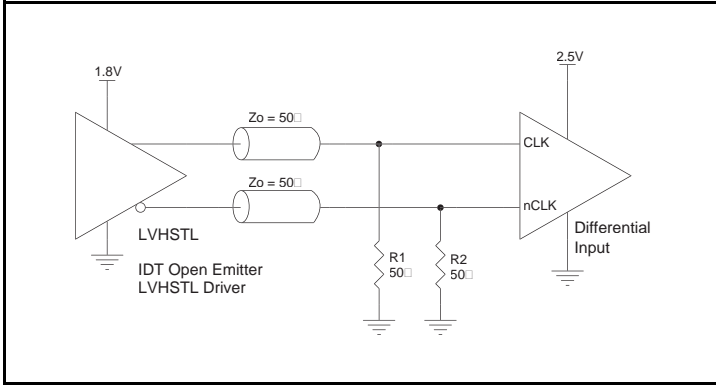 1.8V
2.5V
Zo = 50□
CLK
Zo = 50□
nCLK
LVHSTL
Differential
Input
IDT Open Emitter
LVHSTL Driver
R1
50□
R2
50□